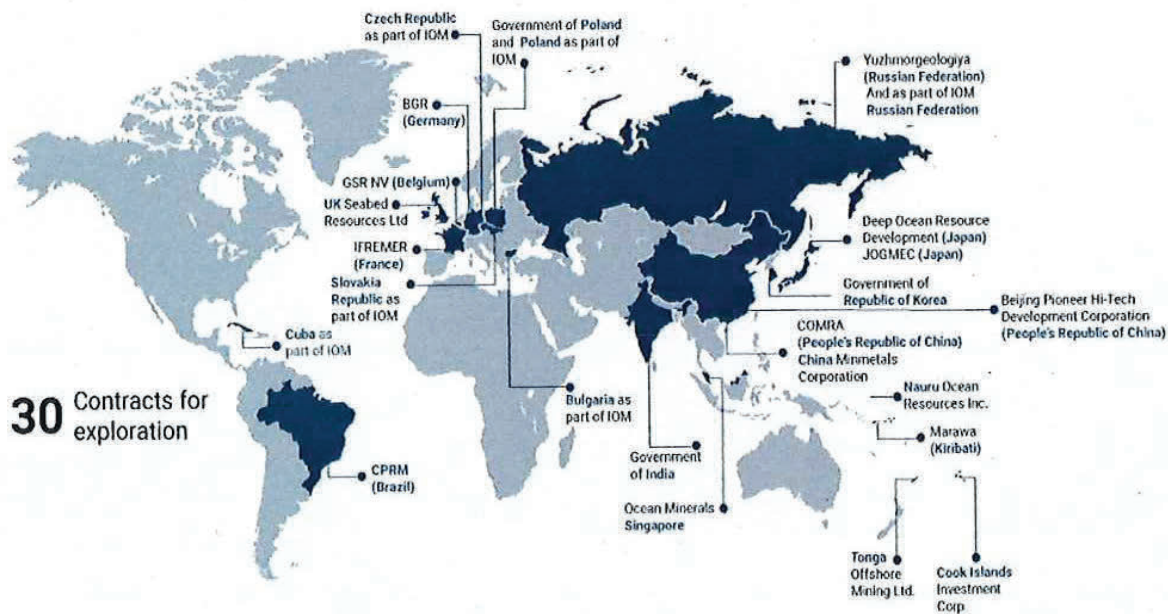 Czech Republic
as part of IOM
Government of Poland
and Poland as part of
IOM
Yuzhmorgeologiya
(Russian Federation)
And as part of IOM
Russian Federation
BGR
(Germany)
GSR NV (Belgium)
UK Seabed
Resources Ltd
IFREMER
(France)
Slovakia
Republic as
part of IOM
Deep Ocean Resource
Development (Japan)
JOGMEC (Japan)
Government of
Republic of Korea
Beijing Pioneer Hi-Tech
Development Corporation
(People's Republic of China)
COMRA
(People's Republic of China)
China Minmetals
Corporation
Cuba as
part of IOM
Bulgaria as
part of IOM
Nauru Ocean
Resources Inc.
30 Contracts for
exploration
Marawa
(Kiribati)
Government
of India
CPRM
(Brazil)
Ocean Minerals
Singapore
Tonga
Offshore
Mining Ltd.
Cook Islands
Investment
Corp